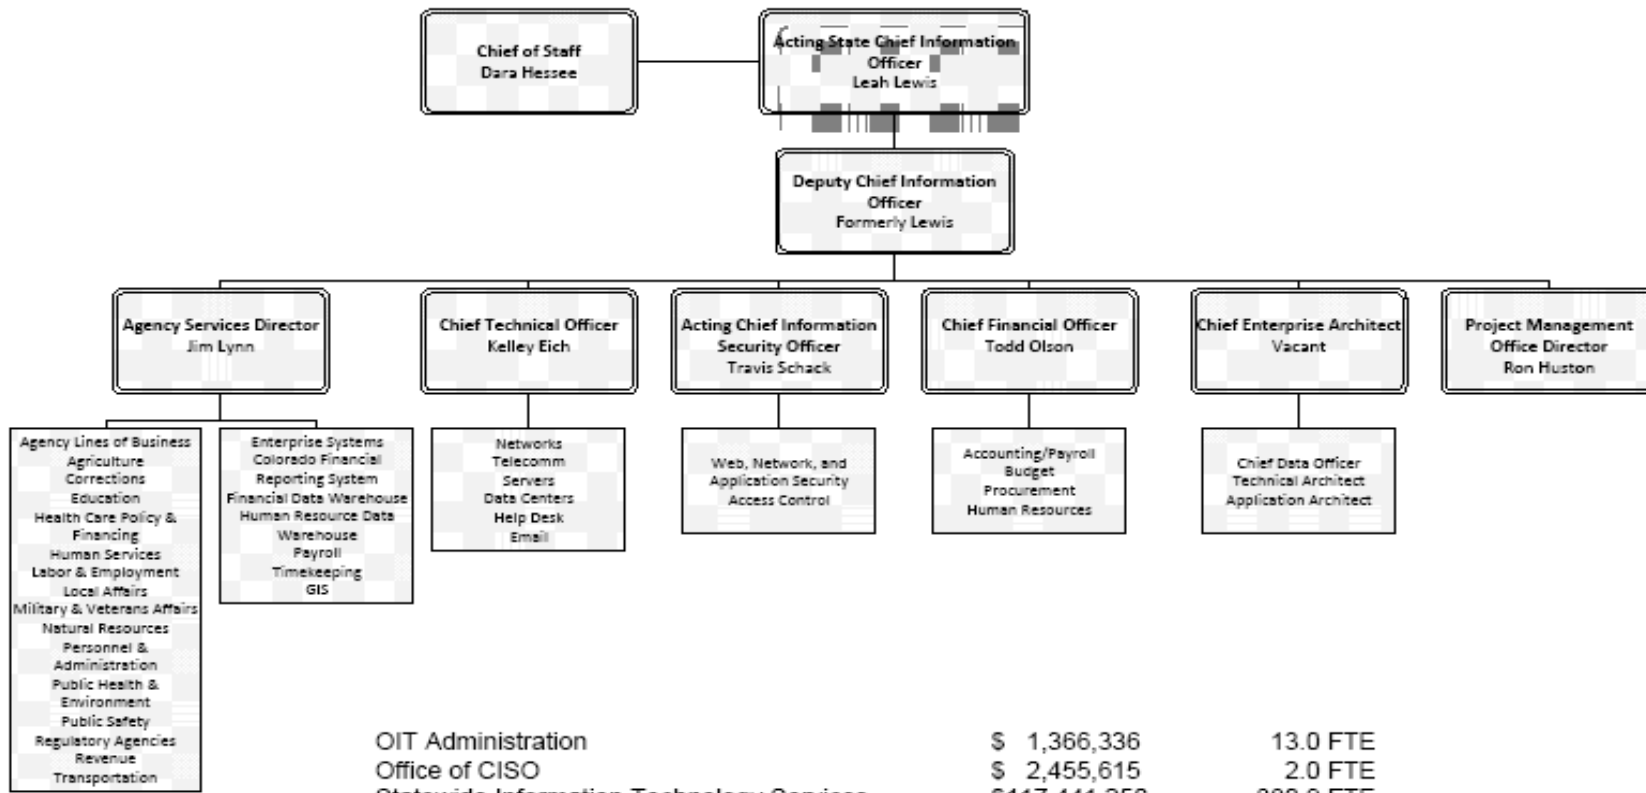 Chief of Staff
Dara Hessee
Acting State Chief Information
Officer
Leah Lewis
Deputy Chief Information
Officer
Formerly Lewis
Agency Services Director
Jim Lynn
Chief Technical Officer
Kelley Eich
Acting Chief Information
Security Officer
Travis Schack
Chief Financial Officer
Todd Olson
Chief Enterprise Architect
Vacant
Project Management
Office Director
Ron Huston
Agency Lines of Business
Agriculture
Corrections
Education
Health Care Policy &
Financing
Human Services
Labor & Employment
Local Affairs
Military & Veterans Affairs
Natural Resources
Personnel &
Administration
Public Health &
Environment
Public Safety
Regulatory Agencies
Revenue
Transportation
Enterprise Systems
Colorado Financial
Reporting System
Financial Data Warehouse
Human Resource Data
Warehouse
Payroll
Timekeeping
GIS
Networks
Telecomm
Servers
Data Centers
Help Desk
Email
Web, Network, and
Application Security
Access Control
Accounting/Payroll
Budget
Procurement
Human Resources
Chief Data Officer
Technical Architect
Application Architect
OIT Administration $ 1,366,336 13.0 FTE
Office of CISO $ 2,455,615 2.0 FTE
Statewide Information Technology Services